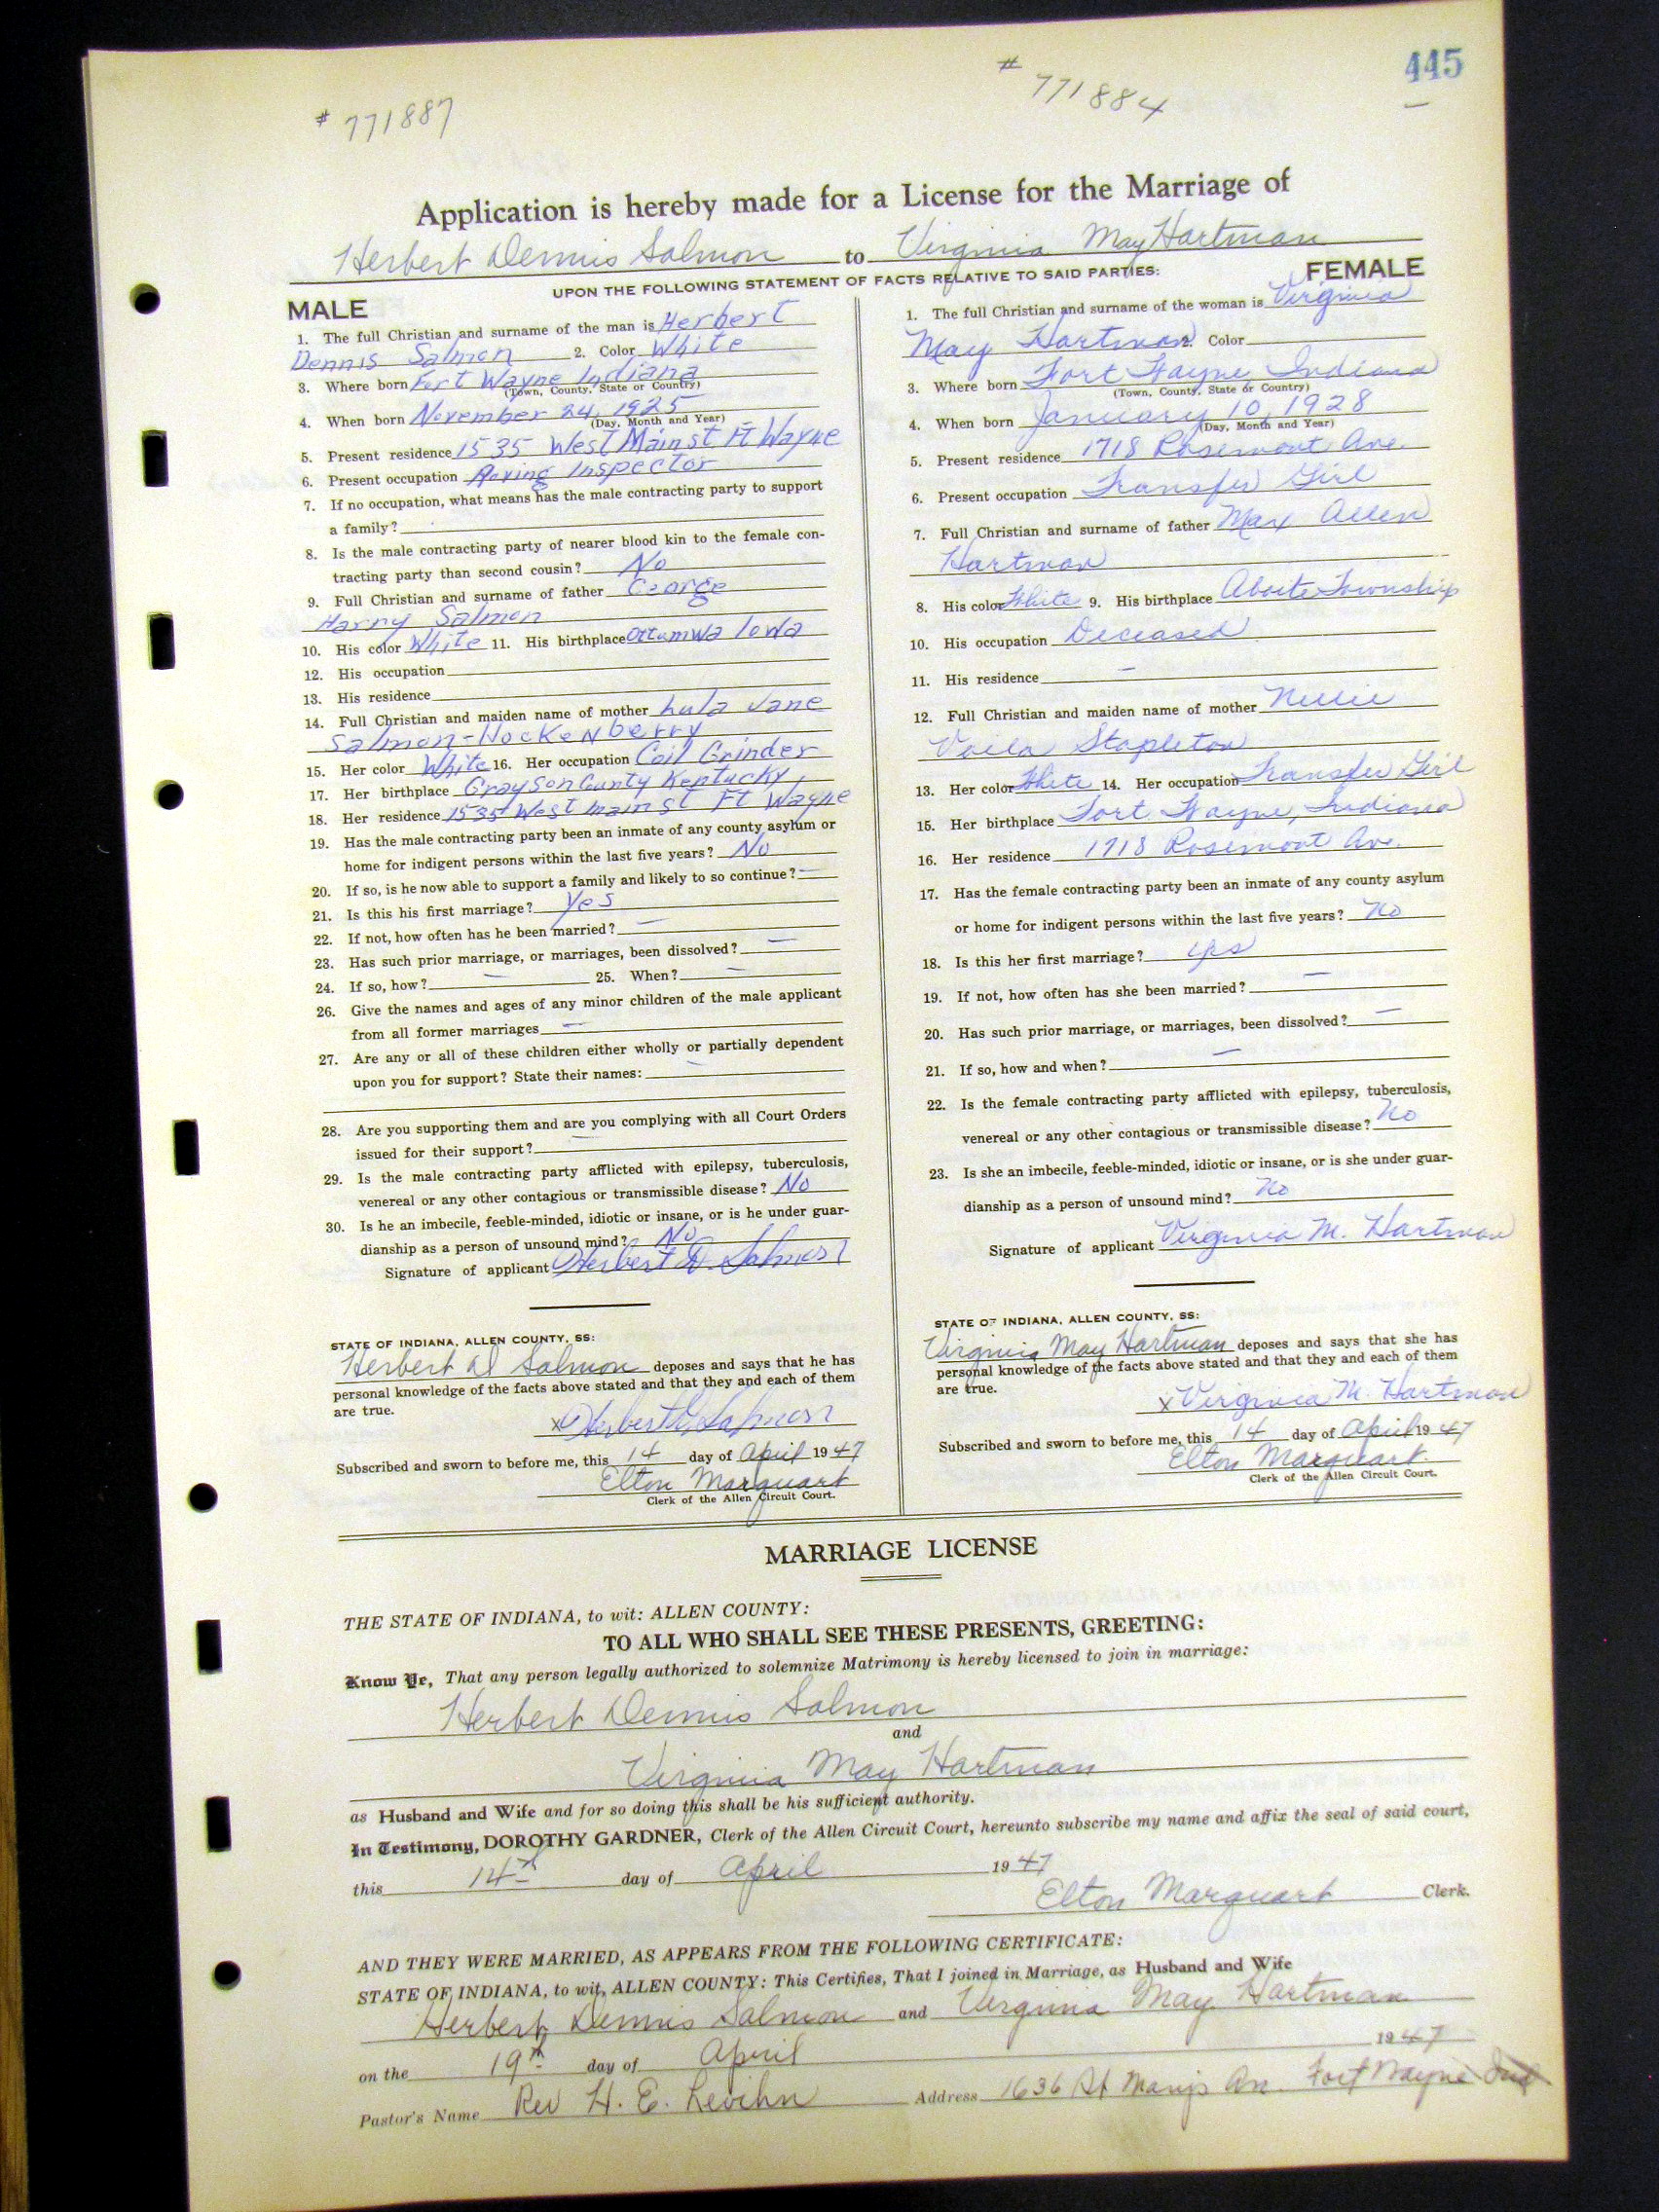 445
# 771887
# 771884
Application is hereby made for a License for the Marriage of
Herbert Dennis Salmon to Virginia May Hartman
UPON THE FOLLOWING STATEMENT OF FACTS RELATIVE TO SAID PARTIES:
MALE
1. The full Christian and surname of the man is Herbert
Dennis Salmon 2. Color White
3. Where born Fort Wayne Indiana
(Town, County, State or Country)
4. When born November 24, 1925
(Day, Month and Year)
5. Present residence 1535 West Main st Ft Wayne
6. Present occupation Roving Inspector
7. If no occupation, what means has the male contracting party to support
a family?
8. Is the male contracting party of nearer blood kin to the female con-
tracting party than second cousin? No
9. Full Christian and surname of father George
Harry Salmon
10. His color White 11. His birthplace Ottumwa Iowa
12. His occupation
13. His residence
14. Full Christian and maiden name of mother Lula Jane
Salmon-Hockenberry
15. Her color White 16. Her occupation Coil Grinder
17. Her birthplace Grayson County Kentucky
18. Her residence 1535 West main st Ft Wayne
19. Has the male contracting party been an inmate of any county asylum or
home for indigent persons within the last five years? No
20. If so, is he now able to support a family and likely to so continue? —
21. Is this his first marriage? Yes
22. If not, how often has he been married? —
23. Has such prior marriage, or marriages, been dissolved? —
24. If so, how? — 25. When? —
26. Give the names and ages of any minor children of the male applicant
from all former marriages —
27. Are any or all of these children either wholly or partially dependent
upon you for support? State their names: —
28. Are you supporting them and are you complying with all Court Orders
issued for their support? —
29. Is the male contracting party afflicted with epilepsy, tuberculosis,
venereal or any other contagious or transmissible disease? No
30. Is he an imbecile, feeble-minded, idiotic or insane, or is he under guar-
dianship as a person of unsound mind? No
Signature of applicant Herbert D. Salmon
STATE OF INDIANA, ALLEN COUNTY, SS:
Herbert D Salmon deposes and says that he has
personal knowledge of the facts above stated and that they and each of them
are true.
x Herbert D. Salmon
Subscribed and sworn to before me, this 14 day of April 1947
Elton Marquart
Clerk of the Allen Circuit Court.
FEMALE
1. The full Christian and surname of the woman is Virginia
May Hartman 2. Color
3. Where born Fort Wayne, Indiana
(Town, County, State or Country)
4. When born January 10, 1928
(Day, Month and Year)
5. Present residence 1718 Rosemont Ave.
6. Present occupation Transfer Girl
7. Full Christian and surname of father Max Allen
Hartman
8. His color White 9. His birthplace Aboite Township
10. His occupation Deceased
11. His residence —
12. Full Christian and maiden name of mother Nellie
Voila Stapleton
13. Her color White 14. Her occupation Transfer Girl
15. Her birthplace Fort Wayne, Indiana
16. Her residence 1718 Rosemont Ave.
17. Has the female contracting party been an inmate of any county asylum
or home for indigent persons within the last five years? No
18. Is this her first marriage? yes
19. If not, how often has she been married? —
20. Has such prior marriage, or marriages, been dissolved? —
21. If so, how and when? —
22. Is the female contracting party afflicted with epilepsy, tuberculosis,
venereal or any other contagious or transmissible disease? No
23. Is she an imbecile, feeble-minded, idiotic or insane, or is she under guar-
dianship as a person of unsound mind? No
Signature of applicant Virginia M. Hartman
STATE OF INDIANA, ALLEN COUNTY, SS:
Virginia May Hartman deposes and says that she has
personal knowledge of the facts above stated and that they and each of them
are true.
x Virginia M. Hartman
Subscribed and sworn to before me, this 14 day of April 1947
Elton Marquart
Clerk of the Allen Circuit Court.
MARRIAGE LICENSE
THE STATE OF INDIANA, to wit: ALLEN COUNTY:
TO ALL WHO SHALL SEE THESE PRESENTS, GREETING:
Know Ye, That any person legally authorized to solemnize Matrimony is hereby licensed to join in marriage:
Herbert Dennis Salmon
and
Virginia May Hartman
as Husband and Wife and for so doing this shall be his sufficient authority.
In Testimony, DOROTHY GARDNER, Clerk of the Allen Circuit Court, hereunto subscribe my name and affix the seal of said court,
this 14th day of April 1947
Elton Marquart Clerk.
AND THEY WERE MARRIED, AS APPEARS FROM THE FOLLOWING CERTIFICATE:
STATE OF INDIANA, to wit, ALLEN COUNTY: This Certifies, That I joined in Marriage, as Husband and Wife
Herbert Dennis Salmon and Virginia May Hartman
on the 19th day of April 1947
Pastor's Name Rev H. E. Levihn Address 1636 St Marys Av. Fort Wayne Ind